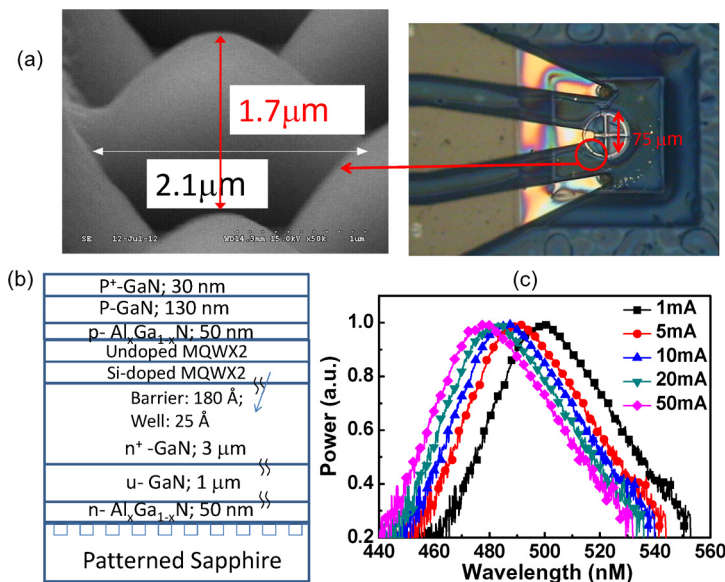 (a)
1.7μm
2.1μm
SE 12-Jul-12 WD14.3mm 15.0kV x50k 1um
75 μm
(b)
P⁺-GaN; 30 nm
P-GaN; 130 nm
p- AlₓGa₁₋ₓN; 50 nm
Undoped MQWX2
Si-doped MQWX2
Barrier: 180 Å;
Well: 25 Å
n⁺ -GaN; 3 μm
u- GaN; 1 μm
n- AlₓGa₁₋ₓN; 50 nm
Patterned Sapphire
(c)
1mA
5mA
10mA
20mA
50mA
Power (a.u.)
1.0
0.8
0.6
0.4
0.2
440 460 480 500 520 540 560
Wavelength (nM)